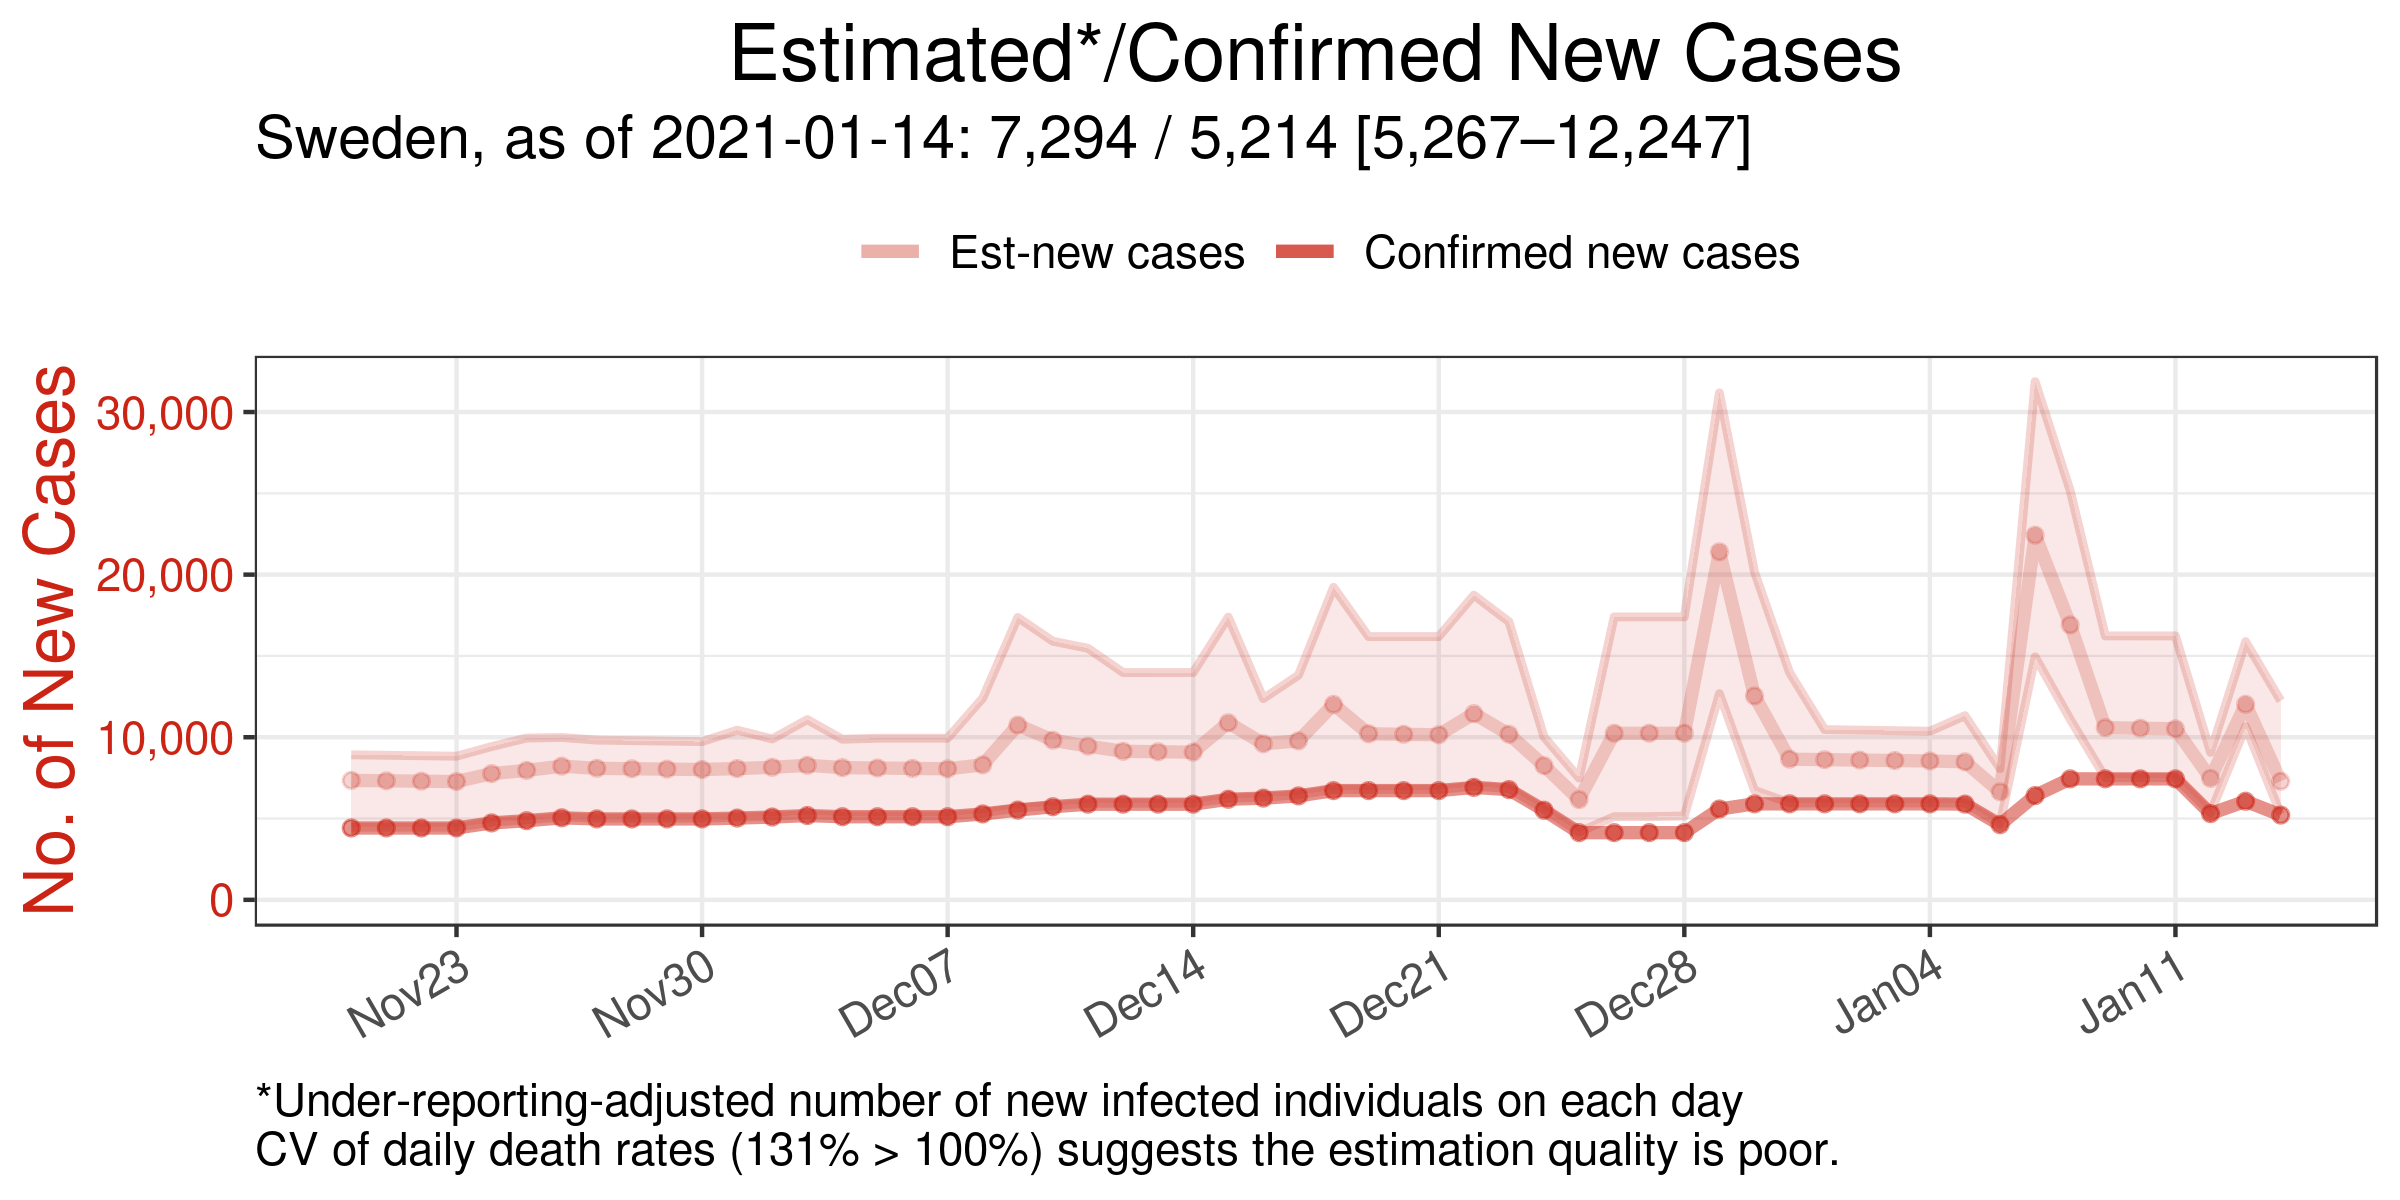 Estimated*/Confirmed New Cases
Sweden, as of 2021-01-14: 7,294 / 5,214 [5,267–12,247]
Est-new cases
Confirmed new cases
No. of New Cases
30,000
20,000
10,000
0
Nov23
Nov30
Dec07
Dec14
Dec21
Dec28
Jan04
Jan11
*Under-reporting-adjusted number of new infected individuals on each day
CV of daily death rates (131% > 100%) suggests the estimation quality is poor.